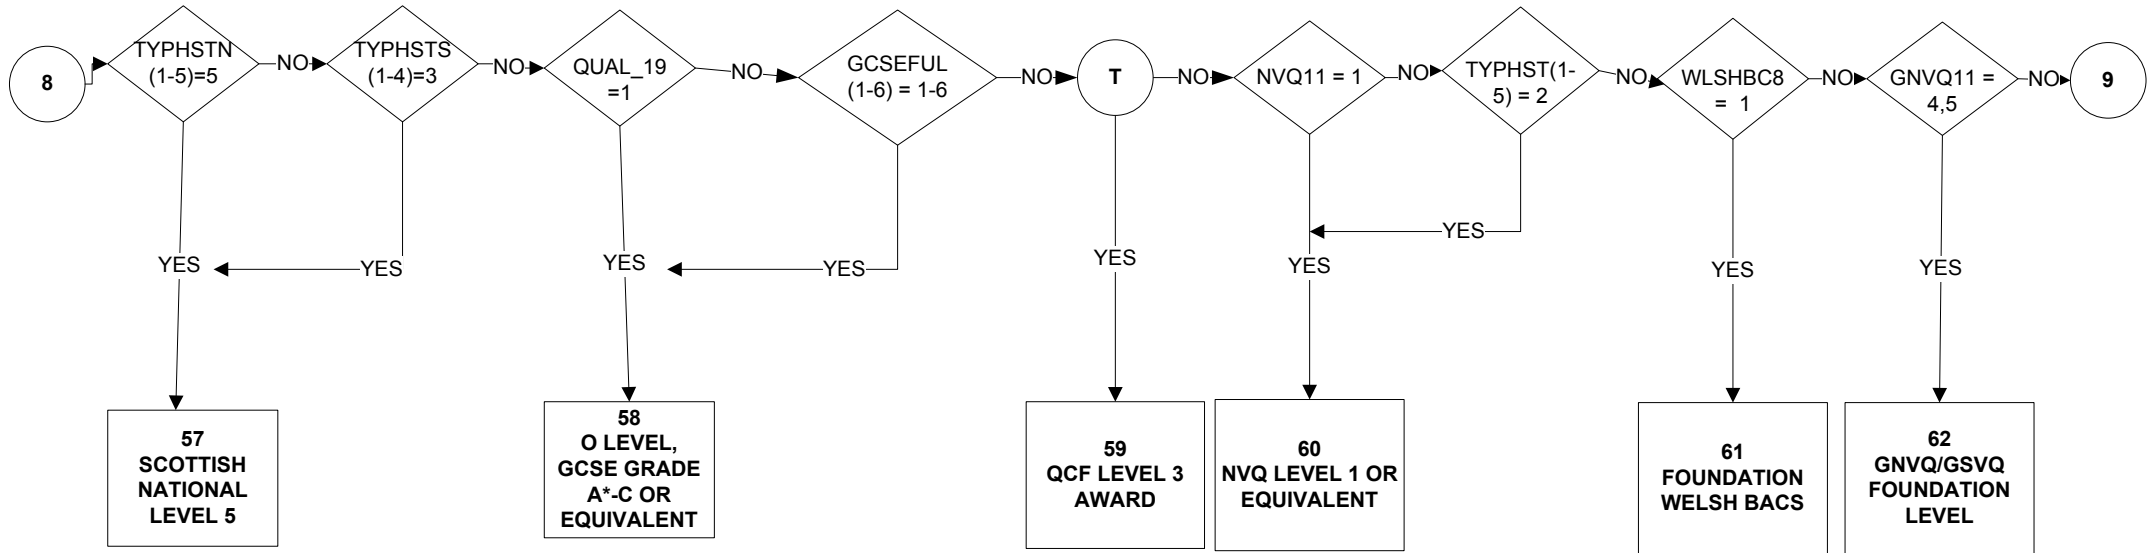 8
TYPHSTN
(1-5)=5
NO
TYPHSTS
(1-4)=3
NO
QUAL_19
=1
NO
GCSEFUL
(1-6) = 1-6
NO
T
NO
NVQ11 = 1
NO
TYPHST(1-
5) = 2
NO
WLSHBC8
= 1
NO
GNVQ11 =
4,5
NO
9
YES
YES
YES
YES
YES
YES
YES
YES
YES
57
SCOTTISH
NATIONAL
LEVEL 5
58
O LEVEL,
GCSE GRADE
A*-C OR
EQUIVALENT
59
QCF LEVEL 3
AWARD
60
NVQ LEVEL 1 OR
EQUIVALENT
61
FOUNDATION
WELSH BACS
62
GNVQ/GSVQ
FOUNDATION
LEVEL